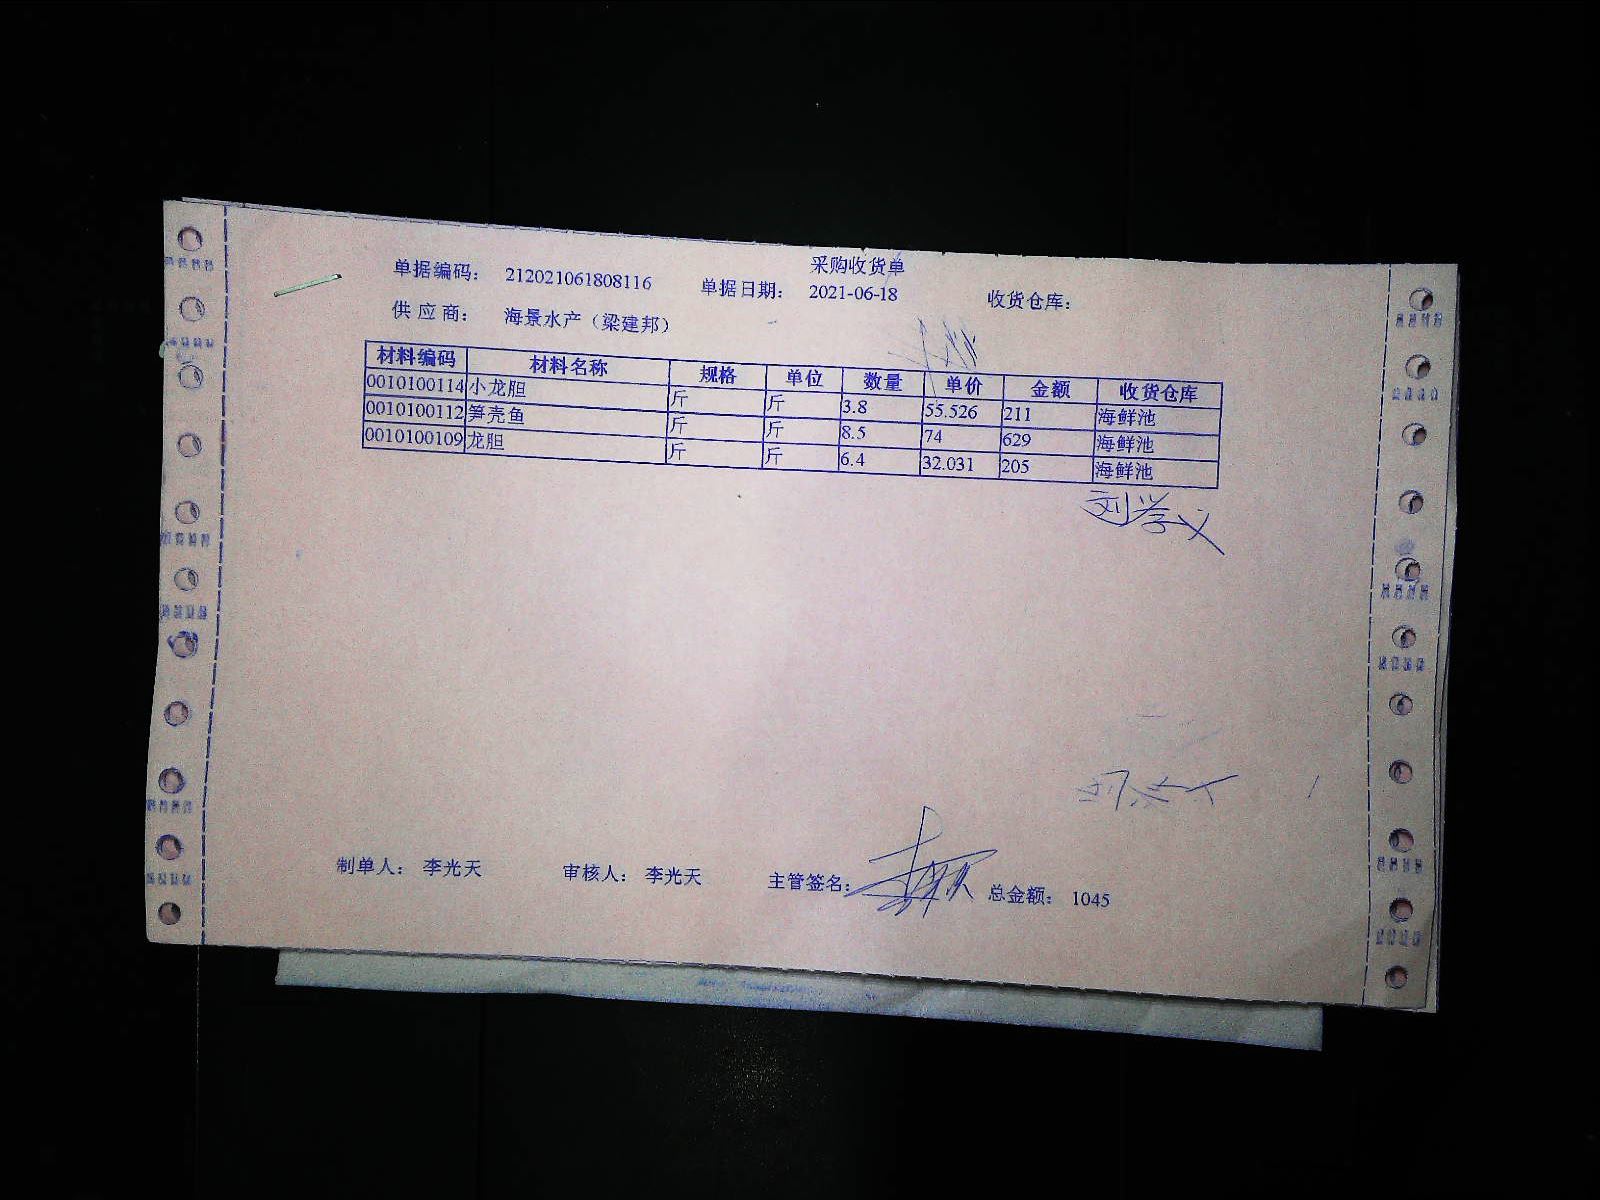 采购收货单
单据编码： 212021061808116 单据日期： 2021-06-18 收货仓库：
供 应 商： 海景水产（梁建邦）
材料编码 材料名称 规格 单位 数量 单价 金额 收货仓库
0010100114 小龙胆 斤 斤 3.8 55.526 211 海鲜池
0010100112 笋壳鱼 斤 斤 8.5 74 629 海鲜池
0010100109 龙胆 斤 斤 6.4 32.031 205 海鲜池
刘学义
制单人： 李光天 审核人： 李光天 主管签名： 总金额： 1045